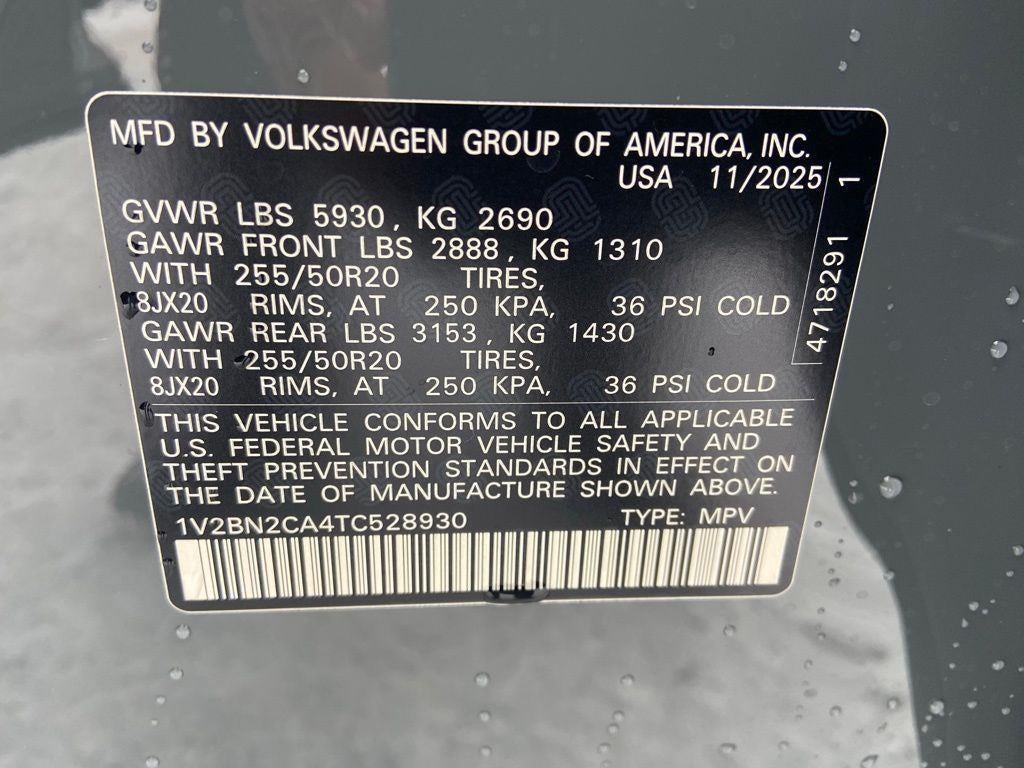 MFD BY VOLKSWAGEN GROUP OF AMERICA, INC.
USA 11/2025
GVWR LBS 5930, KG 2690
GAWR FRONT LBS 2888, KG 1310
WITH 255/50R20 TIRES,
8JX20 RIMS, AT 250 KPA, 36 PSI COLD
GAWR REAR LBS 3153, KG 1430
WITH 255/50R20 TIRES,
8JX20 RIMS, AT 250 KPA, 36 PSI COLD
4718291 1
THIS VEHICLE CONFORMS TO ALL APPLICABLE
U.S. FEDERAL MOTOR VEHICLE SAFETY AND
THEFT PREVENTION STANDARDS IN EFFECT ON
THE DATE OF MANUFACTURE SHOWN ABOVE.
1V2BN2CA4TC528930 TYPE: MPV